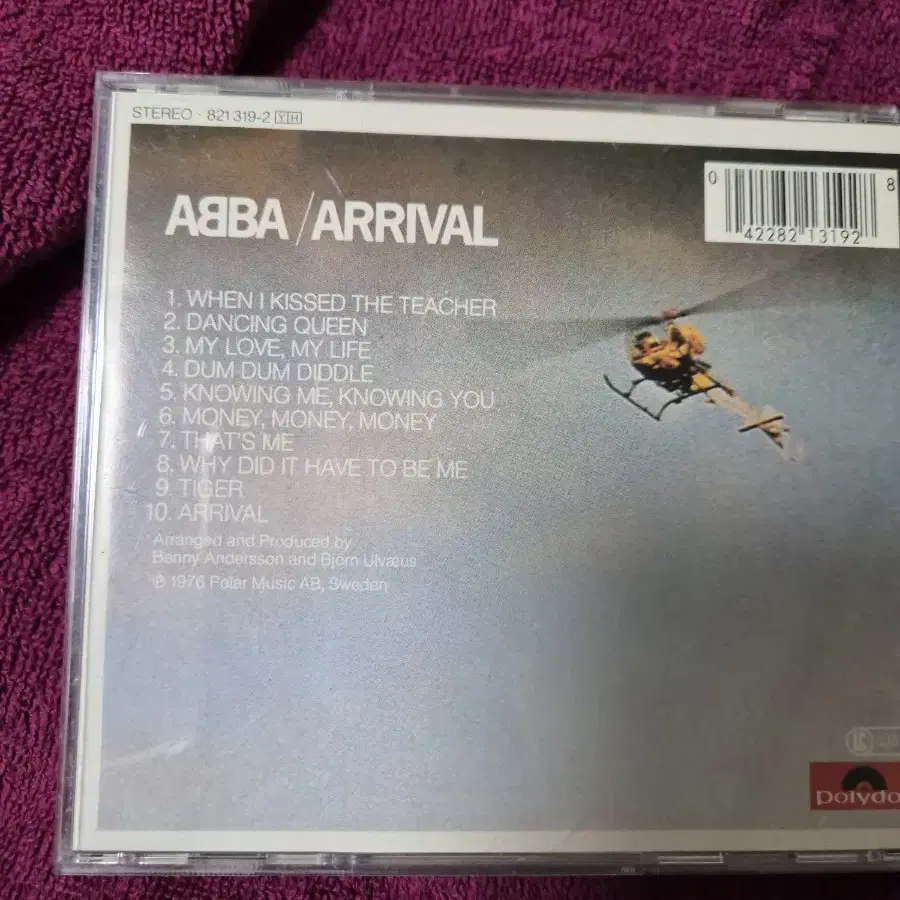 STEREO · 821 319-2 Y H
ABBA / ARRIVAL
0 42282 13192 8
1. WHEN I KISSED THE TEACHER
2. DANCING QUEEN
3. MY LOVE, MY LIFE
4. DUM DUM DIDDLE
5. KNOWING ME, KNOWING YOU
6. MONEY, MONEY, MONEY
7. THAT'S ME
8. WHY DID IT HAVE TO BE ME
9. TIGER
10. ARRIVAL
Arranged and Produced by
Benny Andersson and Björn Ulvæus
℗ 1976 Polar Music AB, Sweden
polydo